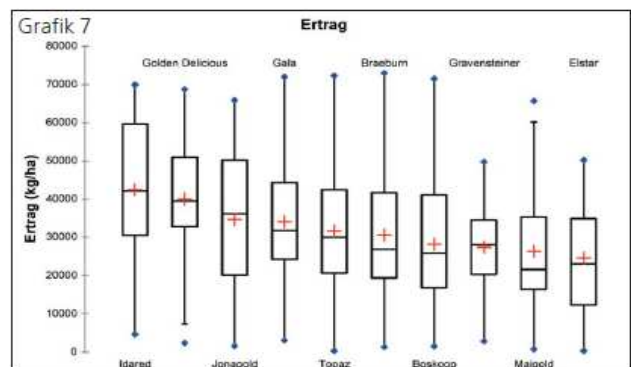 Grafik 7
Ertrag
80000
Golden Delicious Gala Braeburn Gravensteiner Elstar
70000
60000
50000
Ertrag (kg/ha)
40000
30000
20000
10000
0
Idared Jonagold Topaz Boskoop Maigold